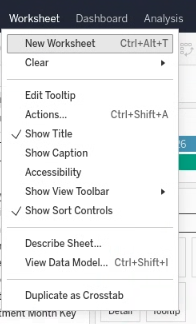 Worksheet Dashboard Analysis
New Worksheet Ctrl+Alt+T
Clear
Edit Tooltip
Actions... Ctrl+Shift+A
Show Title
26
Show Caption
Accessibility
Show View Toolbar
Show Sort Controls
Describe Sheet...
View Data Model... Ctrl+Shift+I
Duplicate as Crosstab
Detail Tooltip
tment Month Key